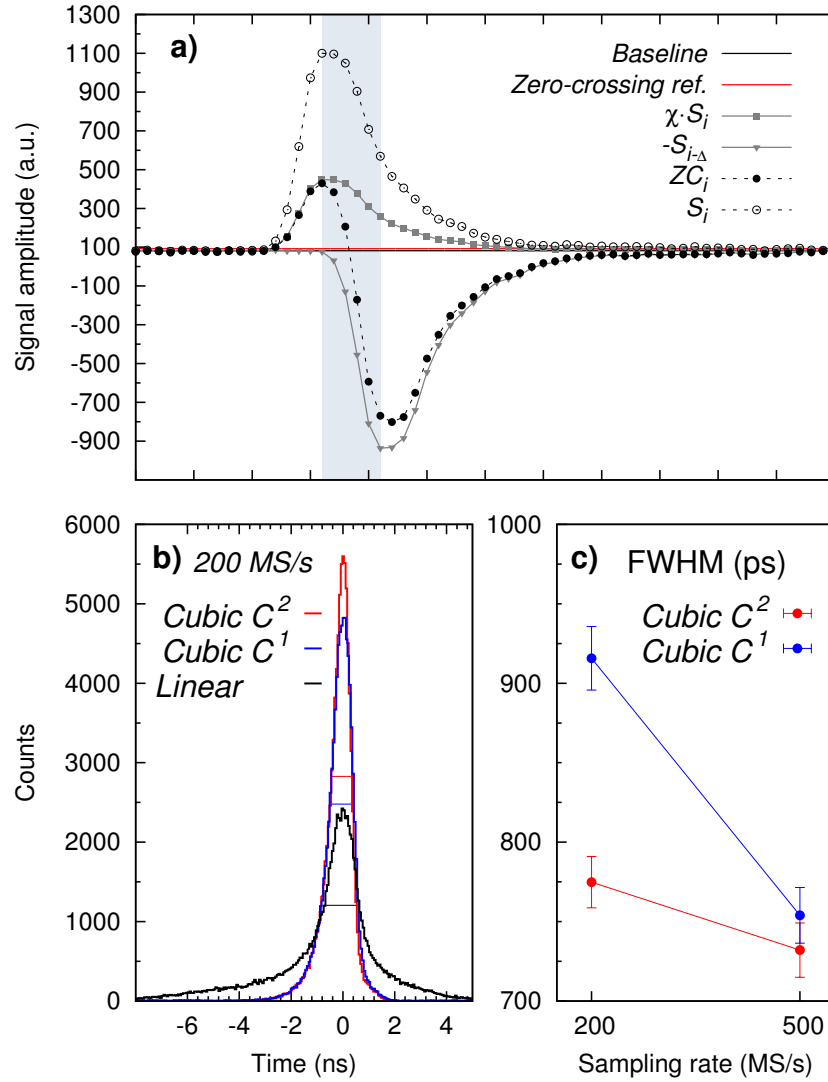 a)
Baseline
Zero-crossing ref.
χ·S_i
-S_{i-Δ}
ZC_i
S_i
1300
1100
900
700
500
300
100
-100
-300
-500
-700
-900
Signal amplitude (a.u.)
b) 200 MS/s
Cubic C^2
Cubic C^1
Linear
6000
5000
4000
3000
2000
1000
0
Counts
-6 -4 -2 0 2 4
Time (ns)
c) FWHM (ps)
Cubic C^2
Cubic C^1
1000
900
800
700
200 500
Sampling rate (MS/s)